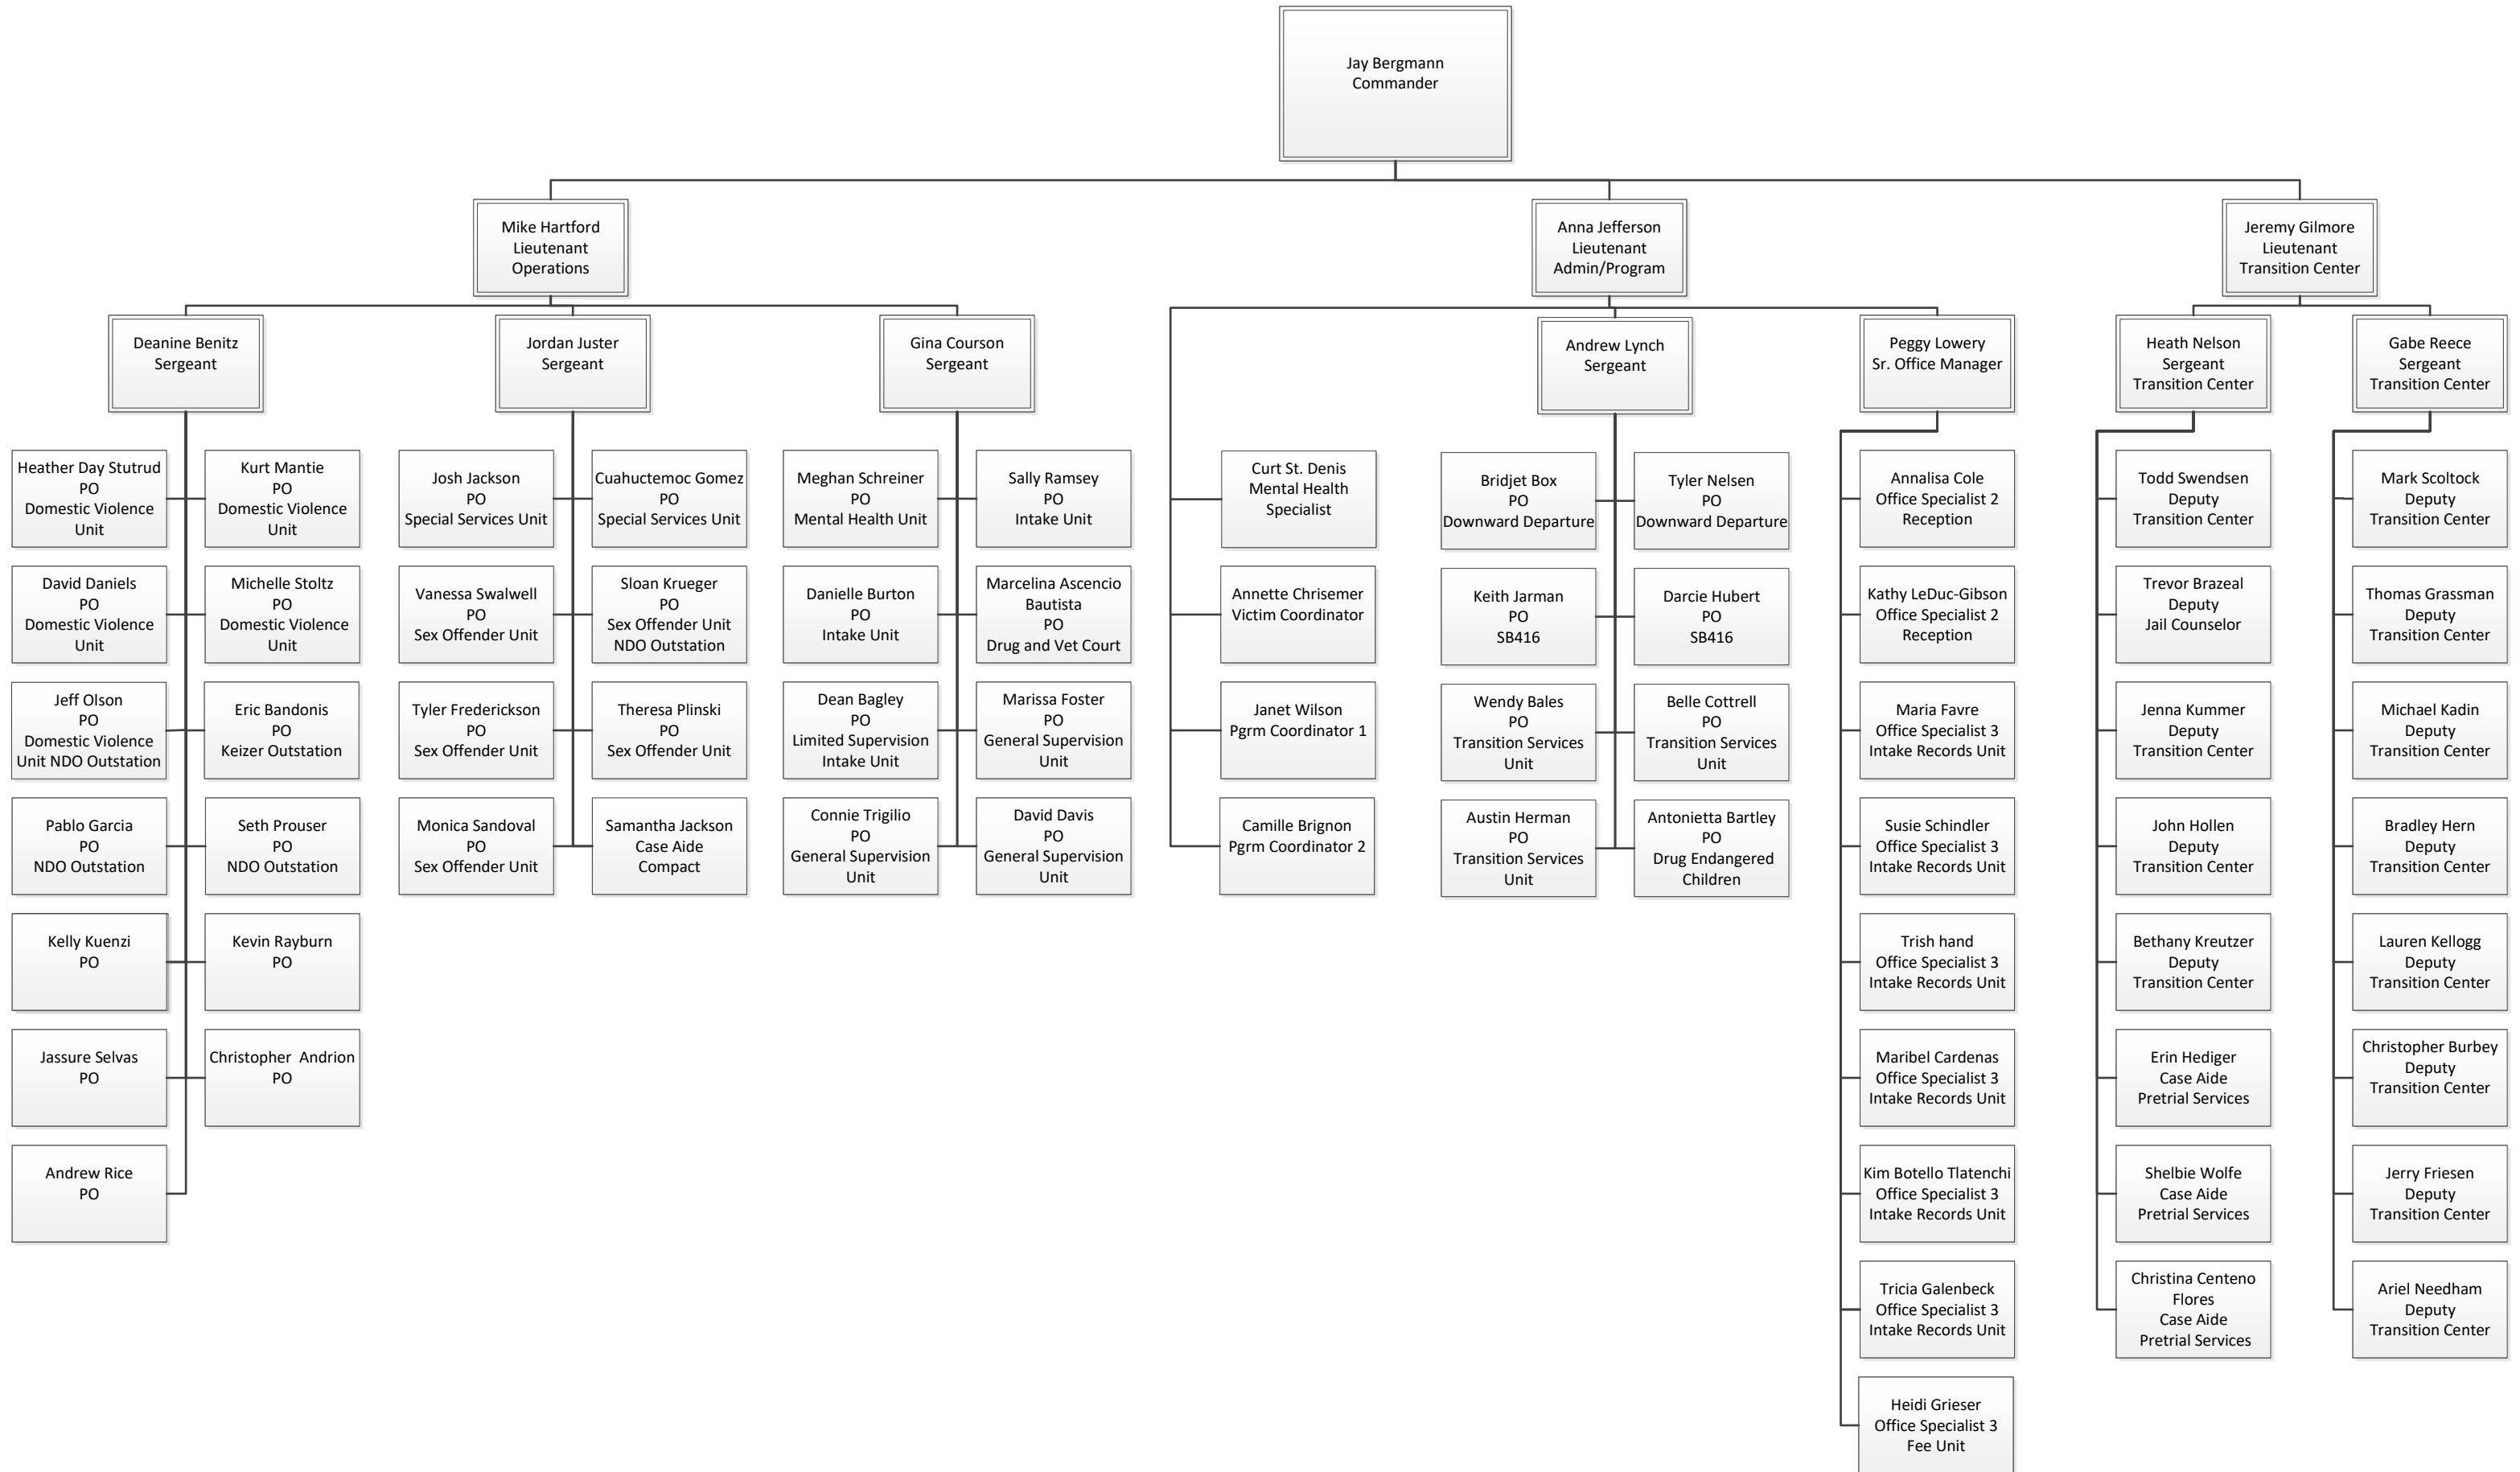 Jay Bergmann
Commander
Mike Hartford
Lieutenant
Operations
Anna Jefferson
Lieutenant
Admin/Program
Jeremy Gilmore
Lieutenant
Transition Center
Deanine Benitz
Sergeant
Jordan Juster
Sergeant
Gina Courson
Sergeant
Andrew Lynch
Sergeant
Peggy Lowery
Sr. Office Manager
Heath Nelson
Sergeant
Transition Center
Gabe Reece
Sergeant
Transition Center
Heather Day Stutrud
PO
Domestic Violence
Unit
Kurt Mantie
PO
Domestic Violence
Unit
David Daniels
PO
Domestic Violence
Unit
Michelle Stoltz
PO
Domestic Violence
Unit
Jeff Olson
PO
Domestic Violence
Unit NDO Outstation
Eric Bandonis
PO
Keizer Outstation
Pablo Garcia
PO
NDO Outstation
Seth Prouser
PO
NDO Outstation
Kelly Kuenzi
PO
Kevin Rayburn
PO
Jassure Selvas
PO
Christopher  Andrion
PO
Andrew Rice
PO
Josh Jackson
PO
Special Services Unit
Cuahuctemoc Gomez
PO
Special Services Unit
Vanessa Swalwell
PO
Sex Offender Unit
Sloan Krueger
PO
Sex Offender Unit
NDO Outstation
Tyler Frederickson
PO
Sex Offender Unit
Theresa Plinski
PO
Sex Offender Unit
Monica Sandoval
PO
Sex Offender Unit
Samantha Jackson
Case Aide
Compact
Meghan Schreiner
PO
Mental Health Unit
Sally Ramsey
PO
Intake Unit
Danielle Burton
PO
Intake Unit
Marcelina Ascencio
Bautista
PO
Drug and Vet Court
Dean Bagley
PO
Limited Supervision
Intake Unit
Marissa Foster
PO
General Supervision
Unit
Connie Trigilio
PO
General Supervision
Unit
David Davis
PO
General Supervision
Unit
Curt St. Denis
Mental Health
Specialist
Annette Chrisemer
Victim Coordinator
Janet Wilson
Pgrm Coordinator 1
Camille Brignon
Pgrm Coordinator 2
Bridjet Box
PO
Downward Departure
Tyler Nelsen
PO
Downward Departure
Keith Jarman
PO
SB416
Darcie Hubert
PO
SB416
Wendy Bales
PO
Transition Services
Unit
Belle Cottrell
PO
Transition Services
Unit
Austin Herman
PO
Transition Services
Unit
Antonietta Bartley
PO
Drug Endangered
Children
Annalisa Cole
Office Specialist 2
Reception
Kathy LeDuc-Gibson
Office Specialist 2
Reception
Maria Favre
Office Specialist 3
Intake Records Unit
Susie Schindler
Office Specialist 3
Intake Records Unit
Trish hand
Office Specialist 3
Intake Records Unit
Maribel Cardenas
Office Specialist 3
Intake Records Unit
Kim Botello Tlatenchi
Office Specialist 3
Intake Records Unit
Tricia Galenbeck
Office Specialist 3
Intake Records Unit
Heidi Grieser
Office Specialist 3
Fee Unit
Todd Swendsen
Deputy
Transition Center
Trevor Brazeal
Deputy
Jail Counselor
Jenna Kummer
Deputy
Transition Center
John Hollen
Deputy
Transition Center
Bethany Kreutzer
Deputy
Transition Center
Erin Hediger
Case Aide
Pretrial Services
Shelbie Wolfe
Case Aide
Pretrial Services
Christina Centeno
Flores
Case Aide
Pretrial Services
Mark Scoltock
Deputy
Transition Center
Thomas Grassman
Deputy
Transition Center
Michael Kadin
Deputy
Transition Center
Bradley Hern
Deputy
Transition Center
Lauren Kellogg
Deputy
Transition Center
Christopher Burbey
Deputy
Transition Center
Jerry Friesen
Deputy
Transition Center
Ariel Needham
Deputy
Transition Center